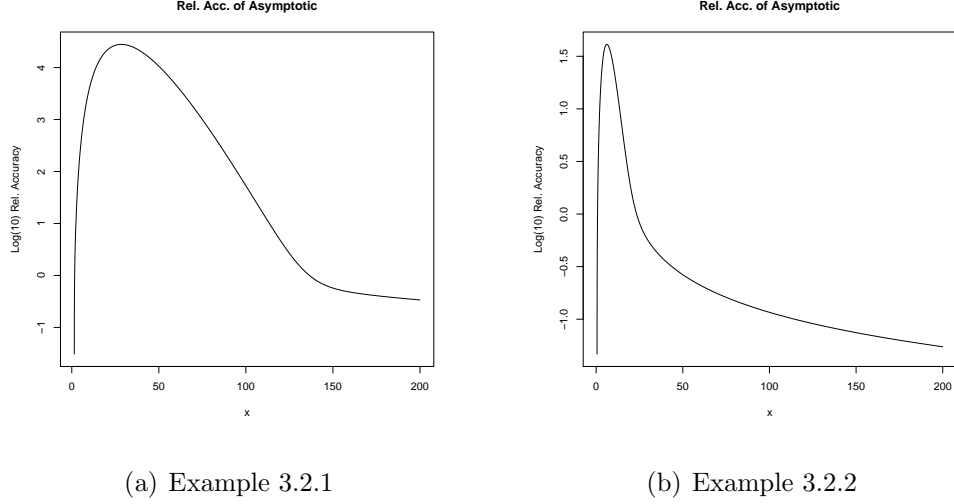 Rel. Acc. of Asymptotic
Log(10) Rel. Accuracy
4
3
2
1
0
−1
0 50 100 150 200
x
(a) Example 3.2.1
Rel. Acc. of Asymptotic
Log(10) Rel. Accuracy
1.5
1.0
0.5
0.0
−0.5
−1.0
0 50 100 150 200
x
(b) Example 3.2.2